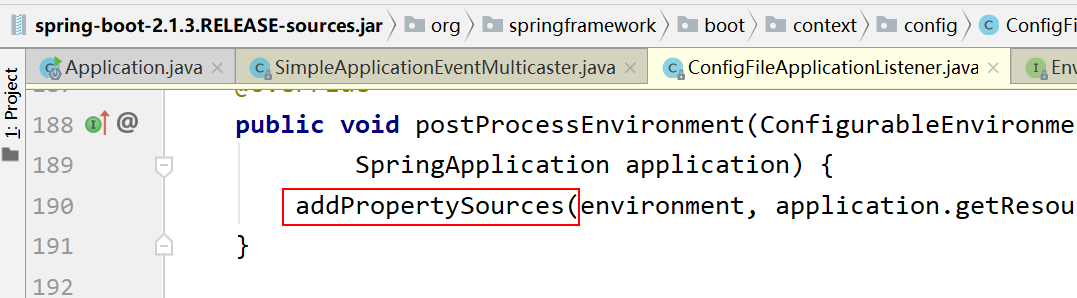 spring-boot-2.1.3.RELEASE-sources.jar org springframework boot context config ConfigFi
Application.java SimpleApplicationEventMulticaster.java ConfigFileApplicationListener.java Env
1: Project
188 @ public void postProcessEnvironment(ConfigurableEnvironme
189 SpringApplication application) {
190 addPropertySources(environment, application.getResou
191 }
192